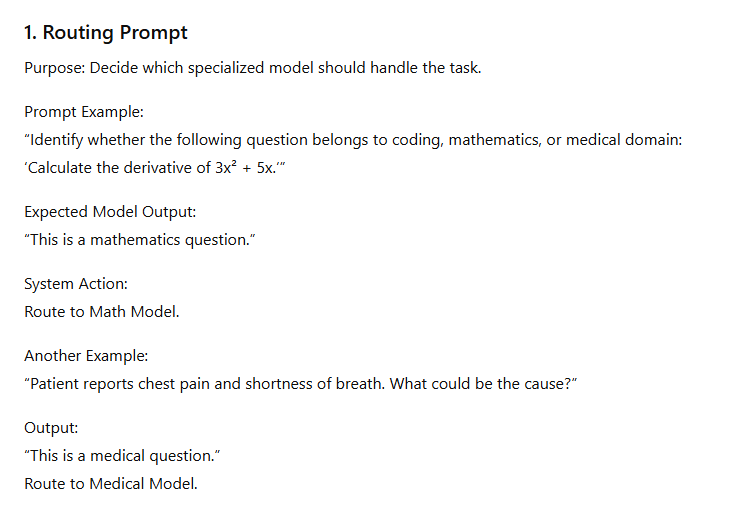 1. Routing Prompt
Purpose: Decide which specialized model should handle the task.
Prompt Example:
“Identify whether the following question belongs to coding, mathematics, or medical domain:
‘Calculate the derivative of 3x² + 5x.’”
Expected Model Output:
“This is a mathematics question.”
System Action:
Route to Math Model.
Another Example:
“Patient reports chest pain and shortness of breath. What could be the cause?”
Output:
“This is a medical question.”
Route to Medical Model.